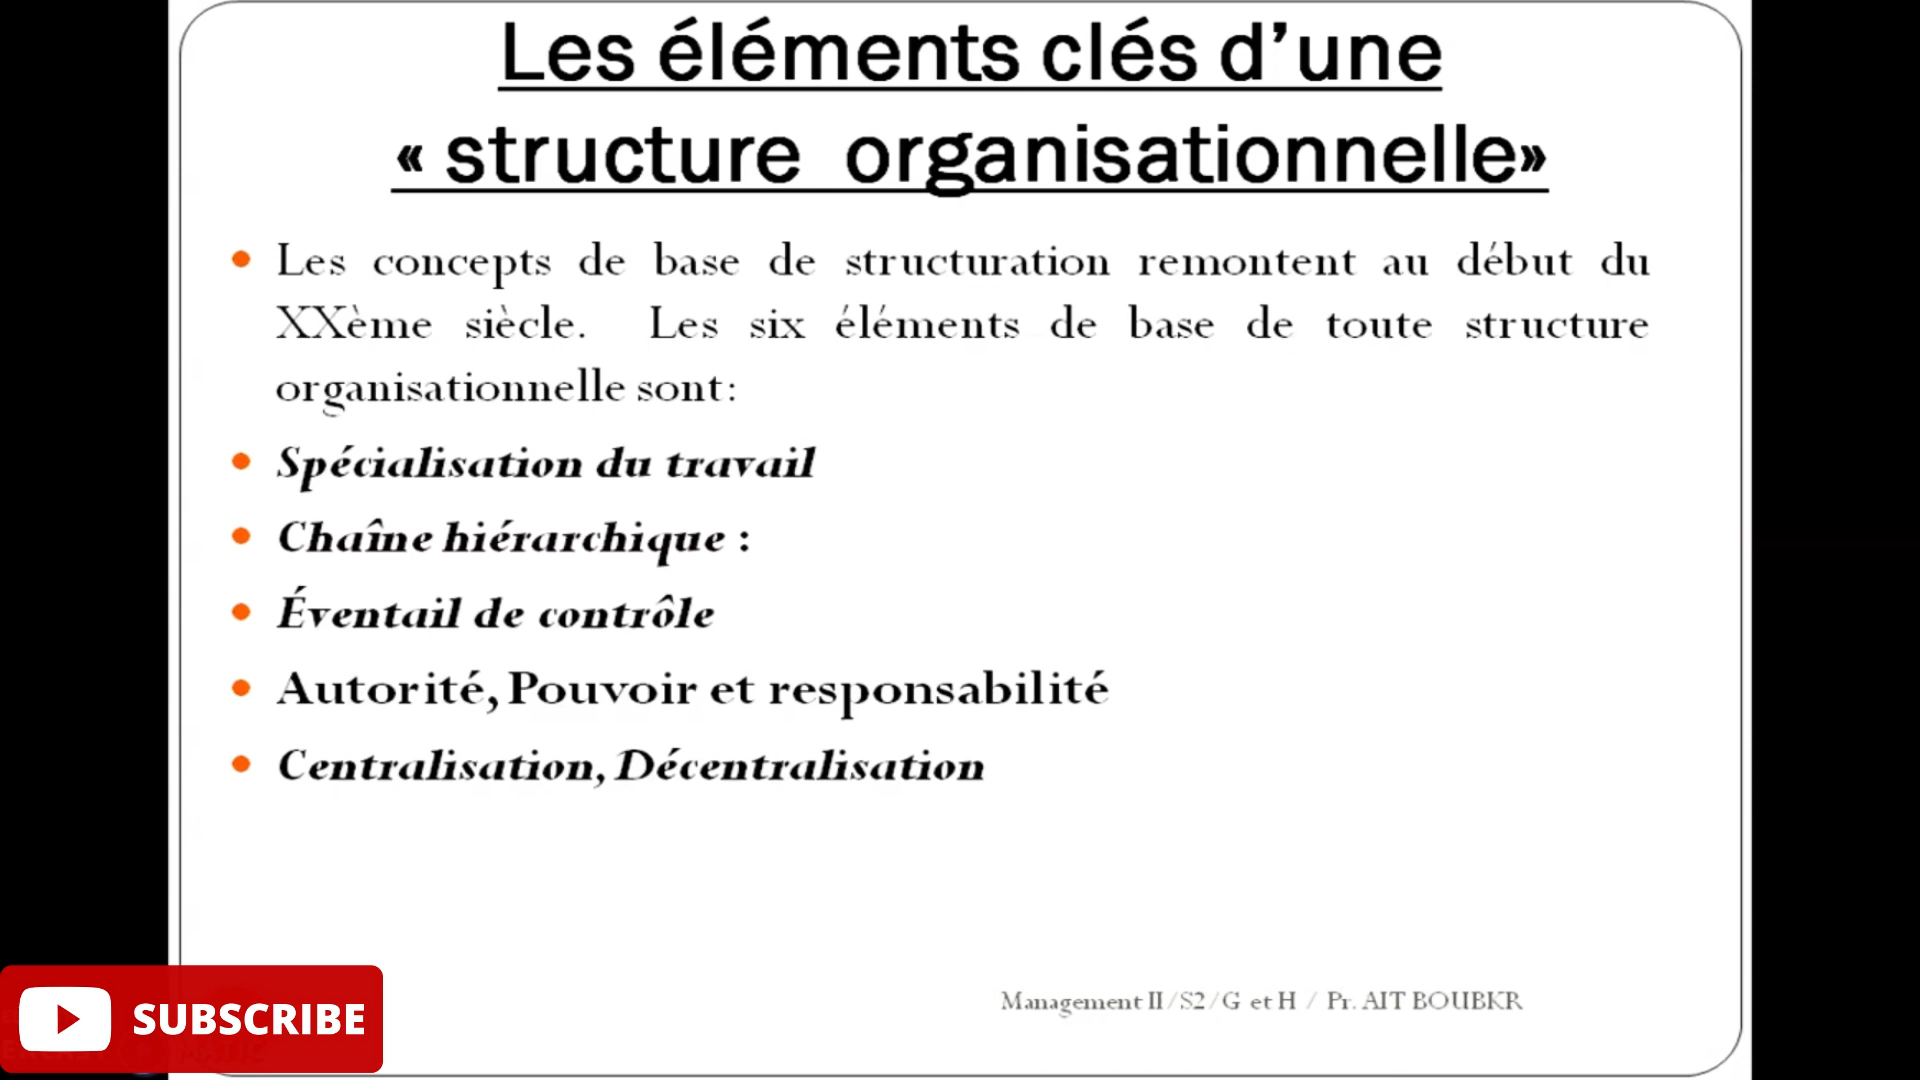 Les éléments clés d’une
« structure organisationnelle»
Les concepts de base de structuration remontent au début du
XXème siècle. Les six éléments de base de toute structure
organisationnelle sont:
Spécialisation du travail
Chaîne hiérarchique :
Éventail de contrôle
Autorité, Pouvoir et responsabilité
Centralisation, Décentralisation
Management II/S2/G et H / Pr. AIT BOUBKR
SUBSCRIBE